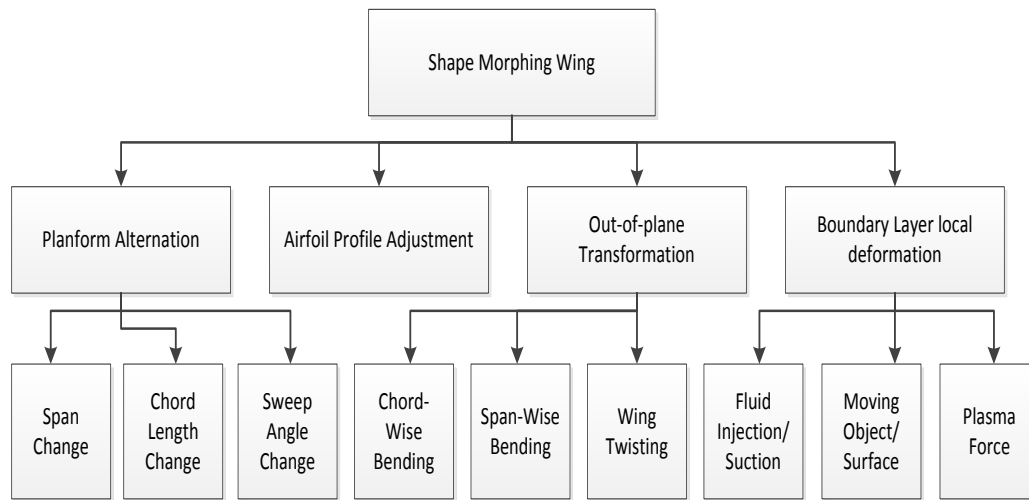 Shape Morphing Wing
Planform Alternation
Airfoil Profile Adjustment
Out-of-plane
Transformation
Boundary Layer local
deformation
Span
Change
Chord
Length
Change
Sweep
Angle
Change
Chord-
Wise
Bending
Span-Wise
Bending
Wing
Twisting
Fluid
Injection/
Suction
Moving
Object/
Surface
Plasma
Force